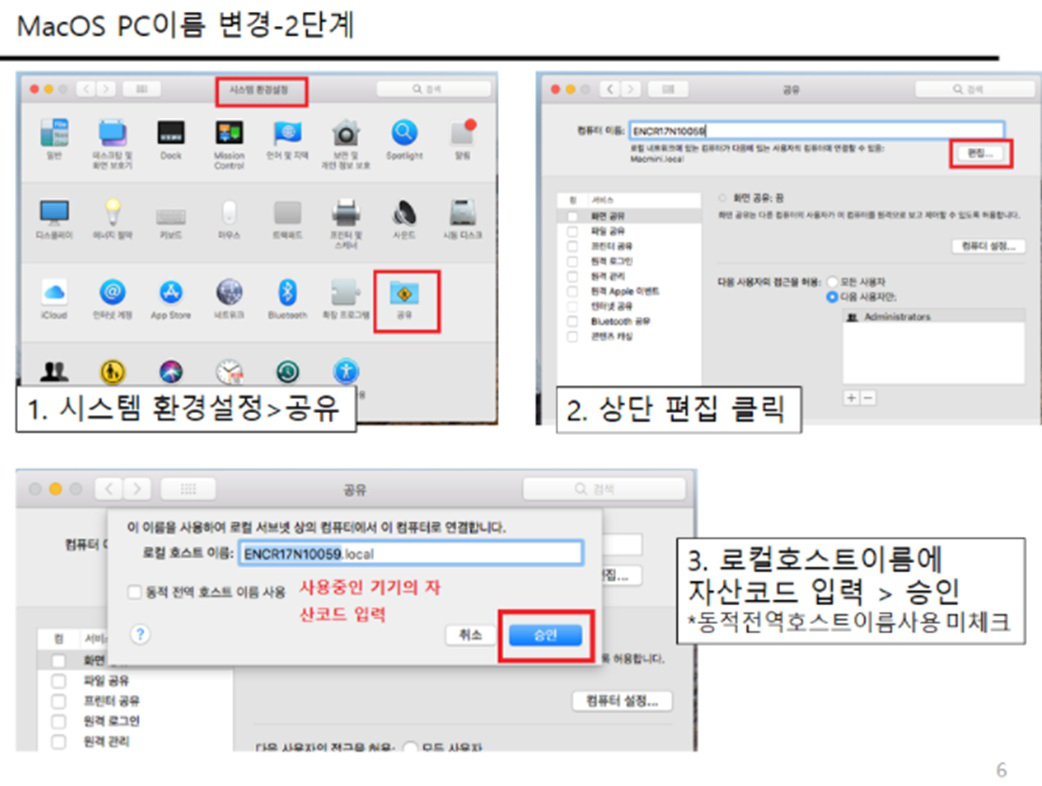 MacOS PC이름 변경-2단계
시스템 환경설정
검색
일반
데스크탑 및
화면 보호기
Dock
Mission
Control
언어 및 지역
보안 및
개인 정보 보호
Spotlight
알림
디스플레이
에너지 절약
키보드
마우스
트랙패드
프린터 및
스캐너
사운드
시동 디스크
iCloud
인터넷 계정
App Store
네트워크
Bluetooth
확장 프로그램
공유
1. 시스템 환경설정>공유
공유
검색
컴퓨터 이름: ENCR17N10059
로컬 네트워크에 있는 컴퓨터가 다음에 있는 사용자의 컴퓨터에 연결할 수 있음:
Macmini.local
편집...
켬 서비스
화면 공유
파일 공유
프린터 공유
원격 로그인
원격 관리
원격 Apple 이벤트
인터넷 공유
Bluetooth 공유
콘텐츠 캐싱
화면 공유: 끔
화면 공유는 다른 컴퓨터의 사용자가 이 컴퓨터를 원격으로 보고 제어할 수 있도록 허용합니다.
컴퓨터 설정...
다음 사용자의 접근을 허용: 모든 사용자
다음 사용자만:
Administrators
2. 상단 편집 클릭
공유
검색
컴퓨터
이 이름을 사용하여 로컬 서브넷 상의 컴퓨터에서 이 컴퓨터로 연결합니다.
로컬 호스트 이름: ENCR17N10059.local
동적 전역 호스트 이름 사용
사용중인 기기의 자
산코드 입력
? 취소 승인
켬
화면
파일 공유
프린터 공유
원격 로그인
원격 관리
허용합니다.
컴퓨터 설정...
다음 사용자의 접근을 허용: 모든 사용자
3. 로컬호스트이름에
자산코드 입력 > 승인
*동적전역호스트이름사용 미체크
6